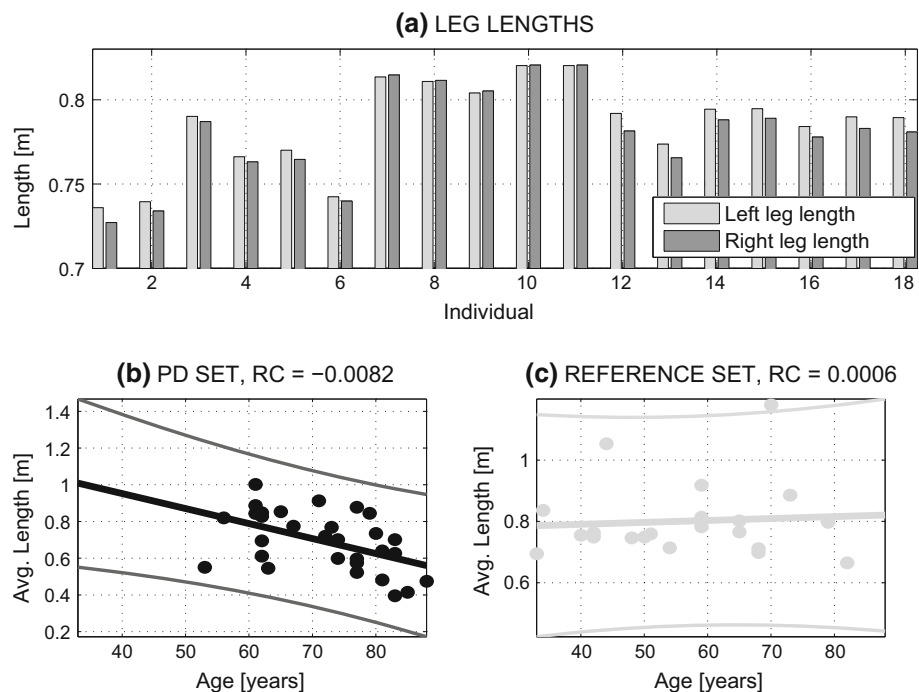 (a) LEG LENGTHS
Length [m]
0.8
0.75
0.7
2 4 6 8 10 12 14 16 18
Individual
Left leg length
Right leg length
(b) PD SET, RC = −0.0082
Avg. Length [m]
1.4
1.2
1
0.8
0.6
0.4
0.2
40 50 60 70 80
Age [years]
(c) REFERENCE SET, RC = 0.0006
Avg. Length [m]
1
0.8
0.6
40 50 60 70 80
Age [years]